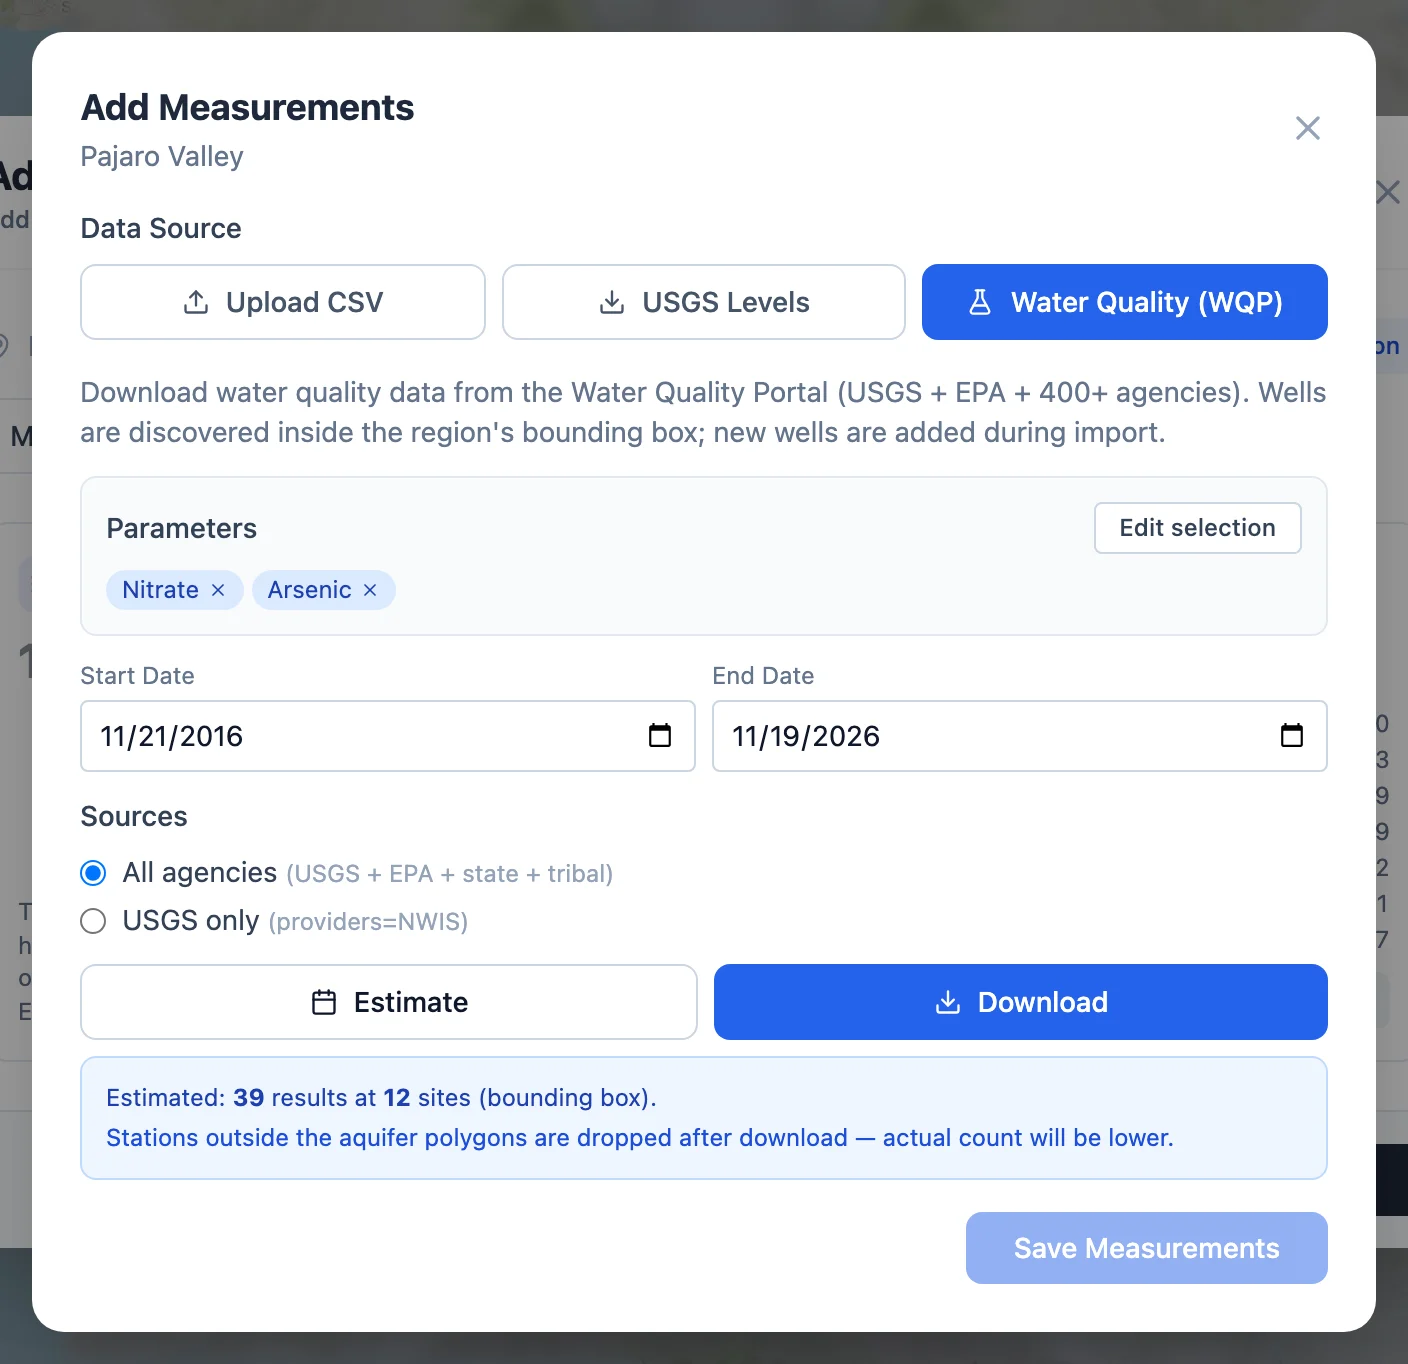 Add Measurements
Pajaro Valley
Data Source
Upload CSV
USGS Levels
Water Quality (WQP)
Download water quality data from the Water Quality Portal (USGS + EPA + 400+ agencies). Wells
are discovered inside the region's bounding box; new wells are added during import.
Parameters
Edit selection
Nitrate ×
Arsenic ×
Start Date
End Date
11/21/2016
11/19/2026
Sources
All agencies (USGS + EPA + state + tribal)
USGS only (providers=NWIS)
Estimate
Download
Estimated: 39 results at 12 sites (bounding box).
Stations outside the aquifer polygons are dropped after download — actual count will be lower.
Save Measurements